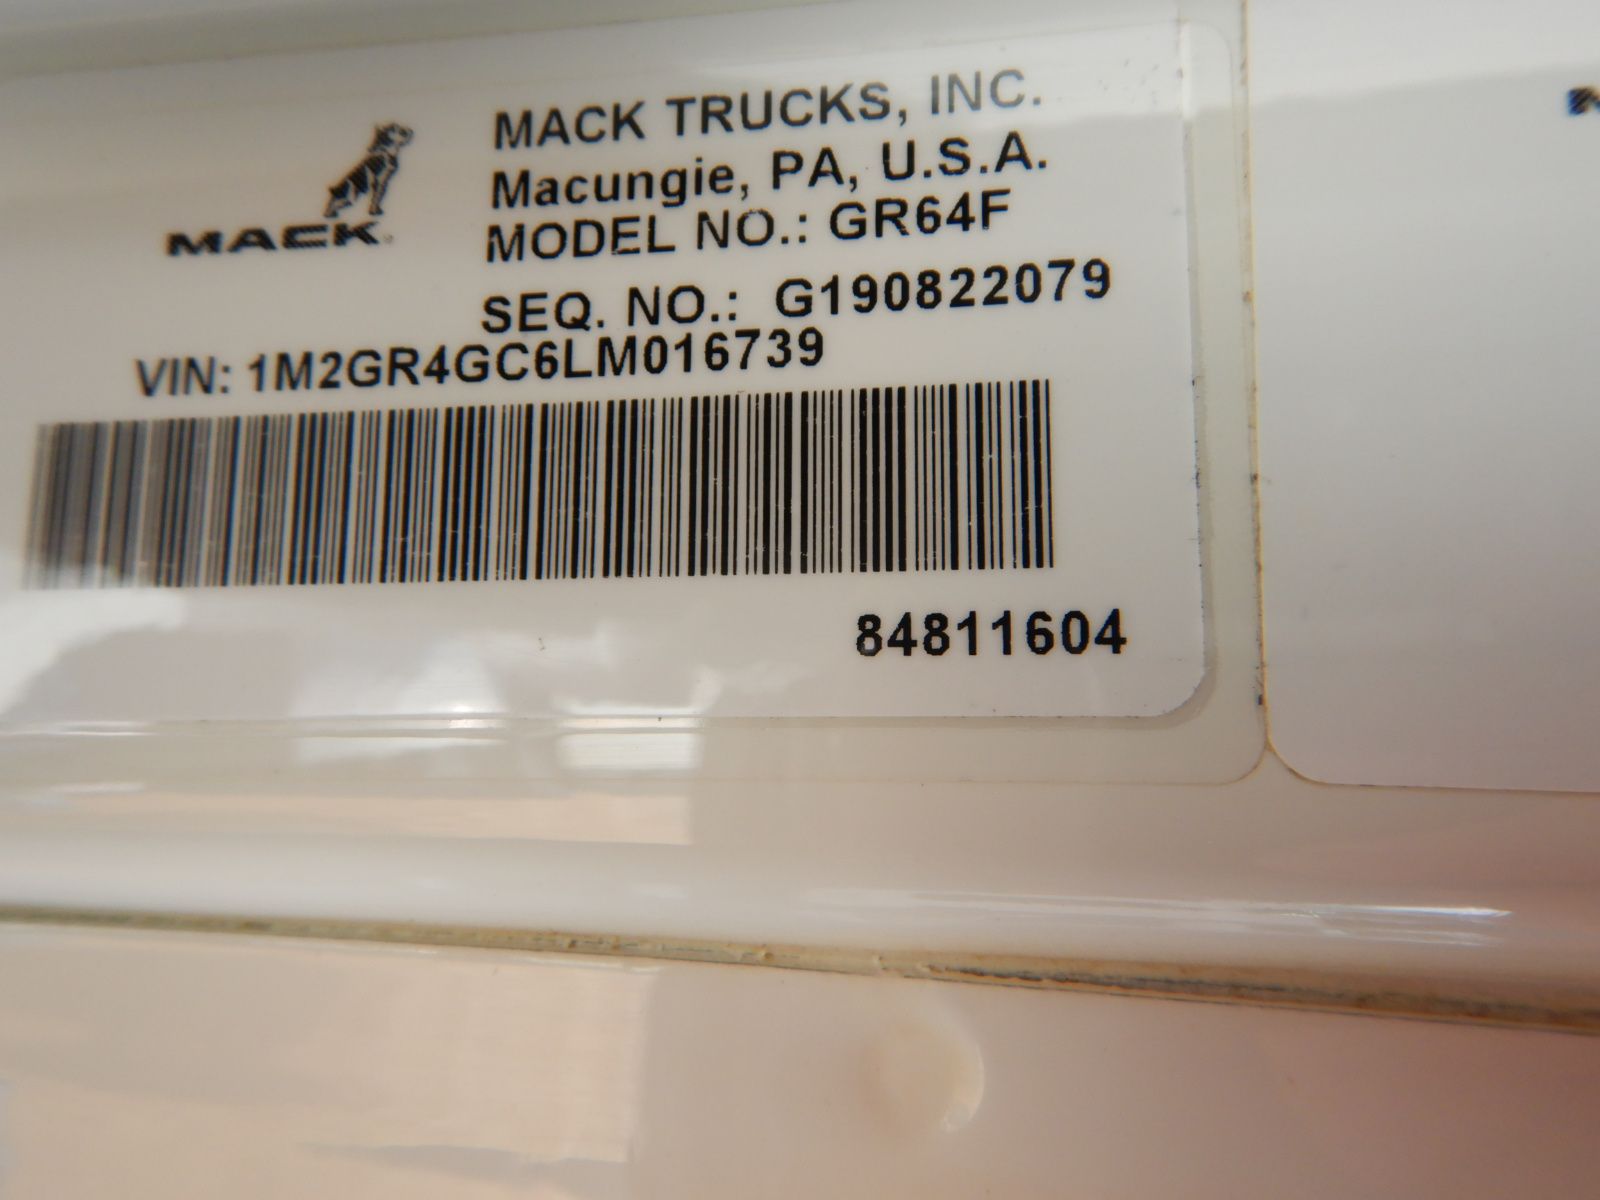 MACK TRUCKS, INC.
Macungie, PA, U.S.A.
MACK
MODEL NO.: GR64F
SEQ. NO.: G190822079
VIN: 1M2GR4GC6LM016739
84811604